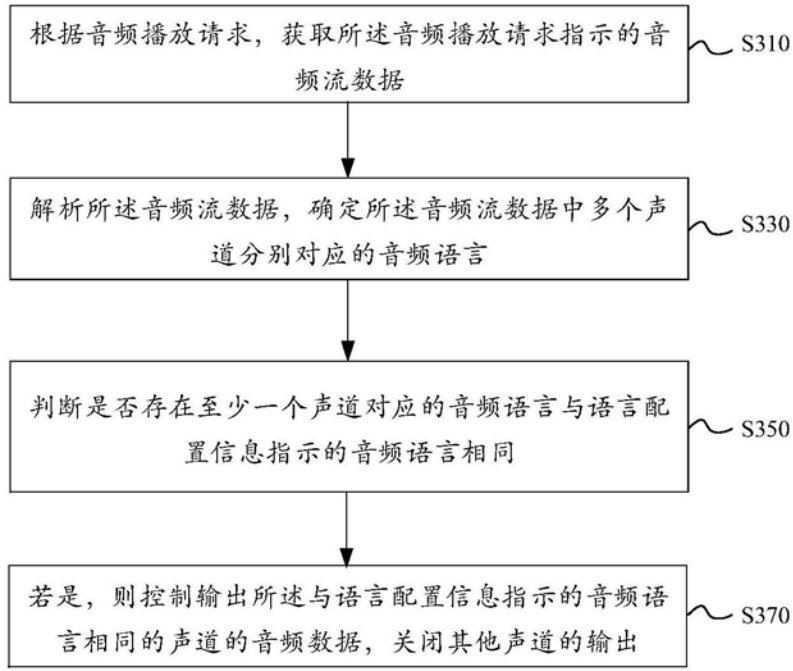 根据音频播放请求，获取所述音频播放请求指示的音
频流数据
S310
解析所述音频流数据，确定所述音频流数据中多个声
道分别对应的音频语言
S330
判断是否存在至少一个声道对应的音频语言与语言配
置信息指示的音频语言相同
S350
若是，则控制输出所述与语言配置信息指示的音频语
言相同的声道的音频数据，关闭其他声道的输出
S370